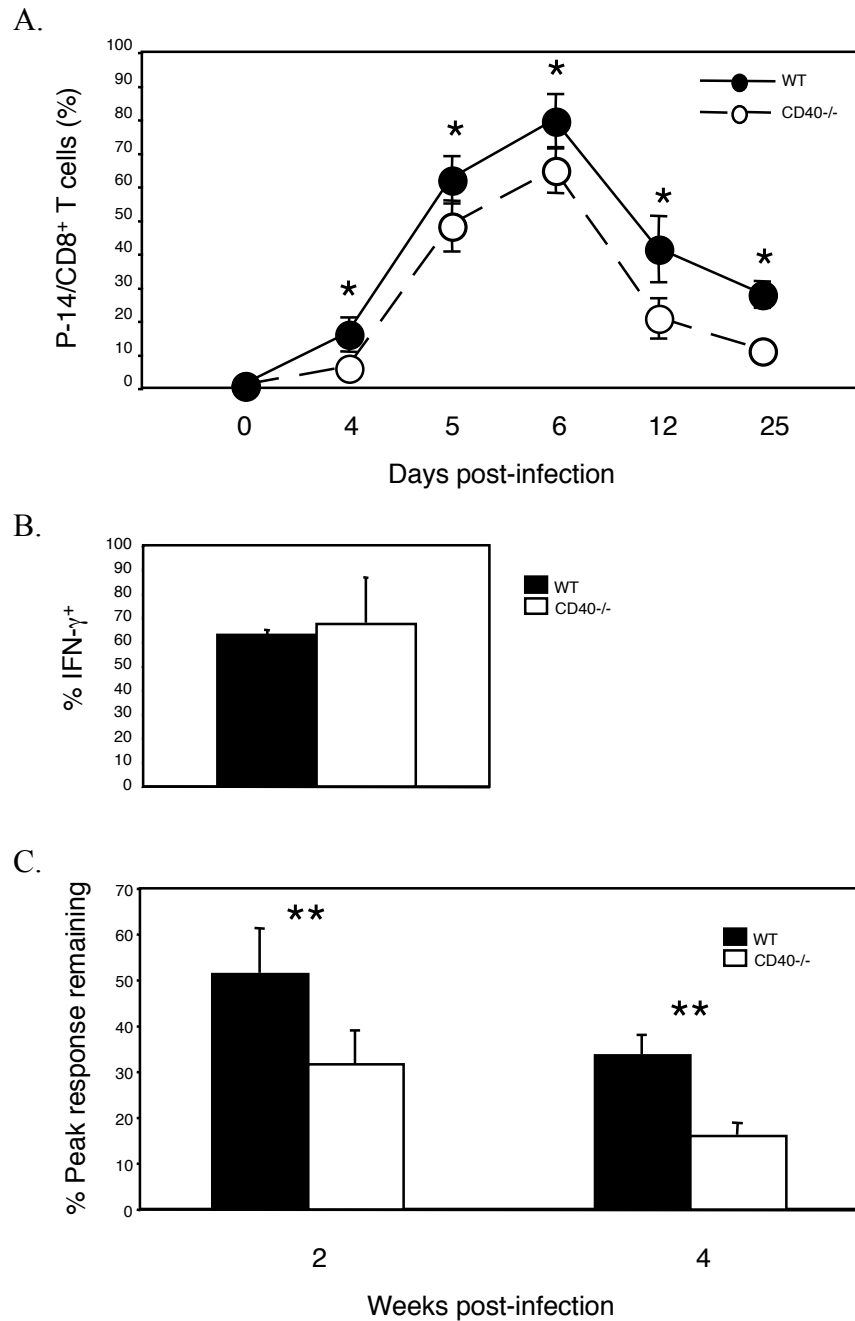 A.
P-14/CD8⁺ T cells (%)
100
90
80
70
60
50
40
30
20
10
0
*
*
*
*
*
WT
CD40-/-
0 4 5 6 12 25
Days post-infection
B.
% IFN-γ⁺
100
90
80
70
60
50
40
30
20
10
0
WT
CD40-/-
C.
% Peak response remaining
70
60
50
40
30
20
10
0
**
**
WT
CD40-/-
2 4
Weeks post-infection